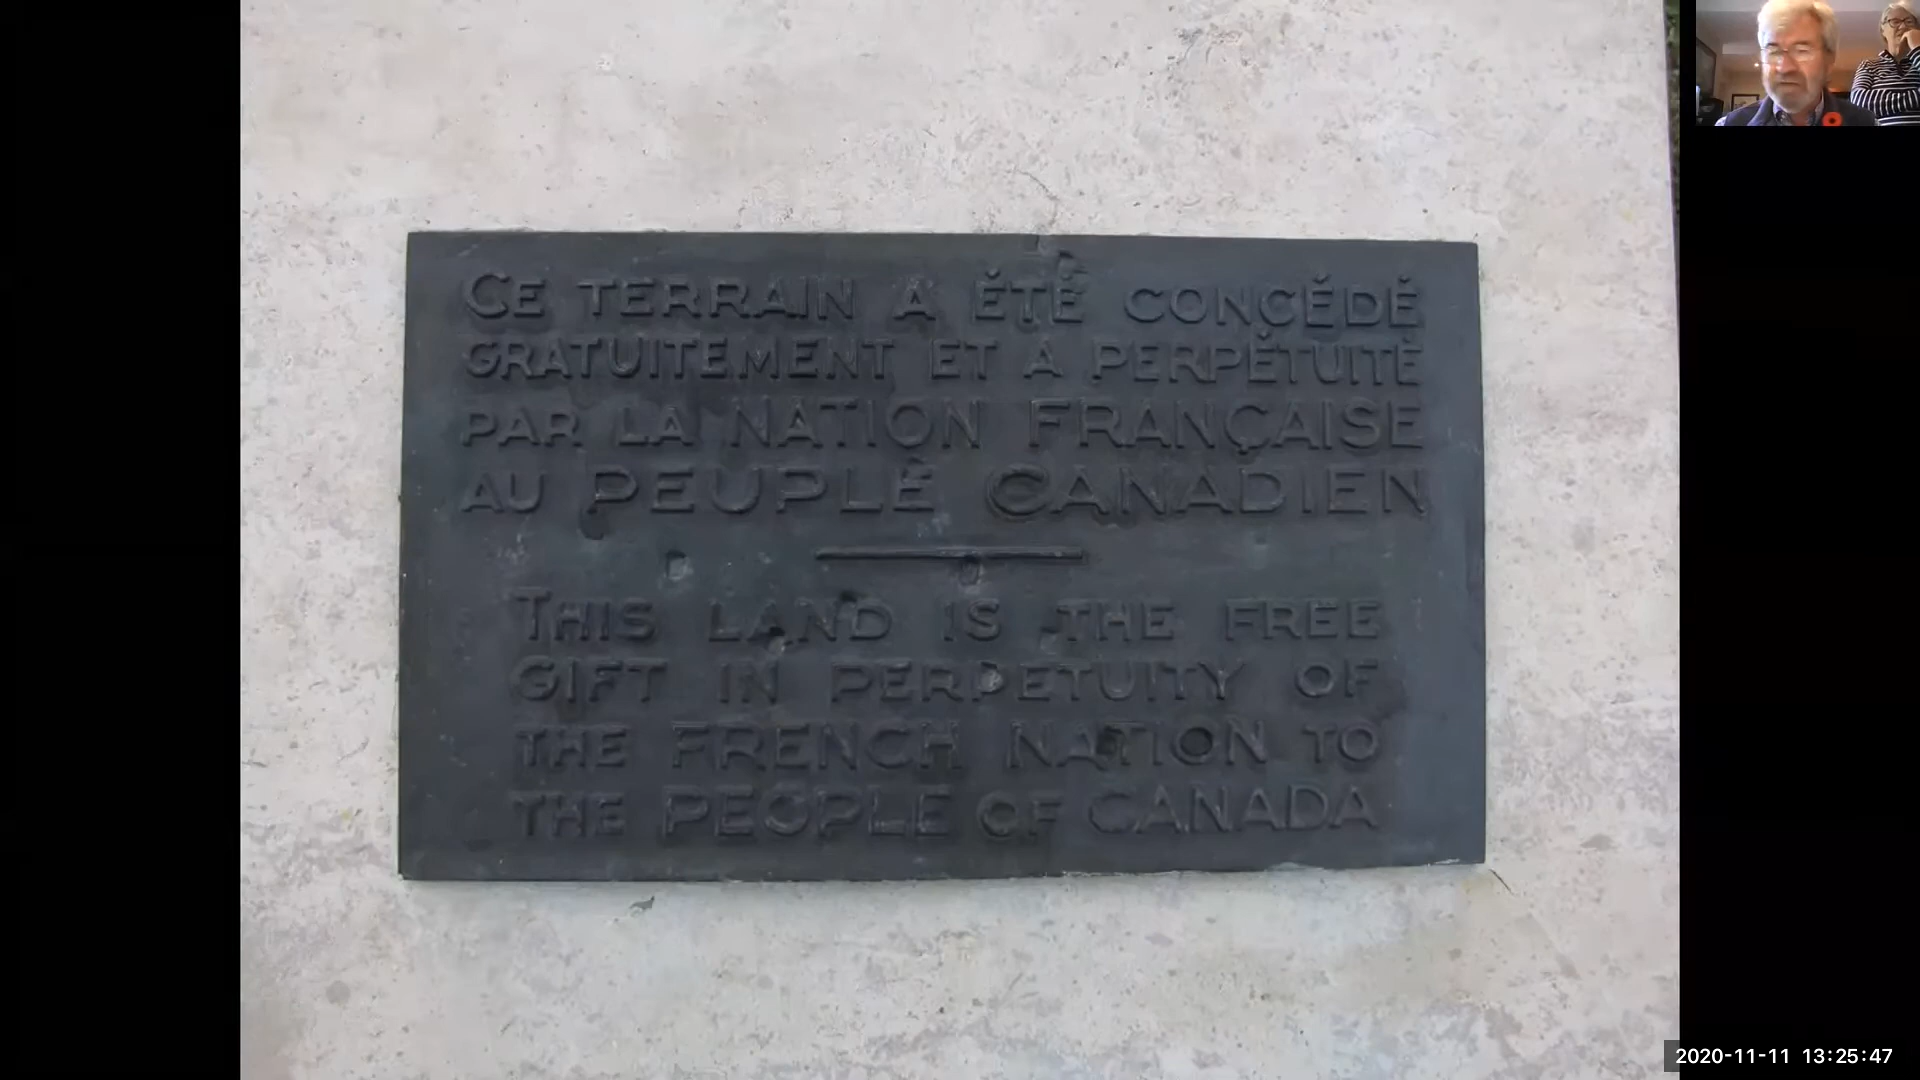 CE TERRAIN A ÉTÉ CONCÉDÉ
GRATUITEMENT ET A PERPÉTUITÉ
PAR LA NATION FRANÇAISE
AU PEUPLE CANADIEN
THIS LAND IS THE FREE
GIFT IN PERPETUITY OF
THE FRENCH NATION TO
THE PEOPLE OF CANADA
2020-11-11 13:25:47